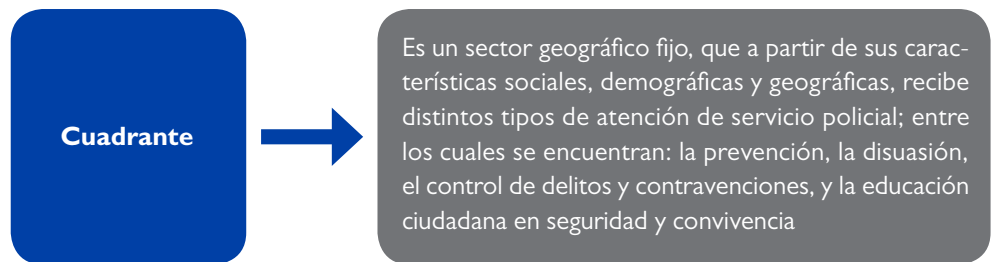 Cuadrante
Es un sector geográfico fijo, que a partir de sus carac-
terísticas sociales, demográficas y geográficas, recibe
distintos tipos de atención de servicio policial; entre
los cuales se encuentran: la prevención, la disuasión,
el control de delitos y contravenciones, y la educación
ciudadana en seguridad y convivencia